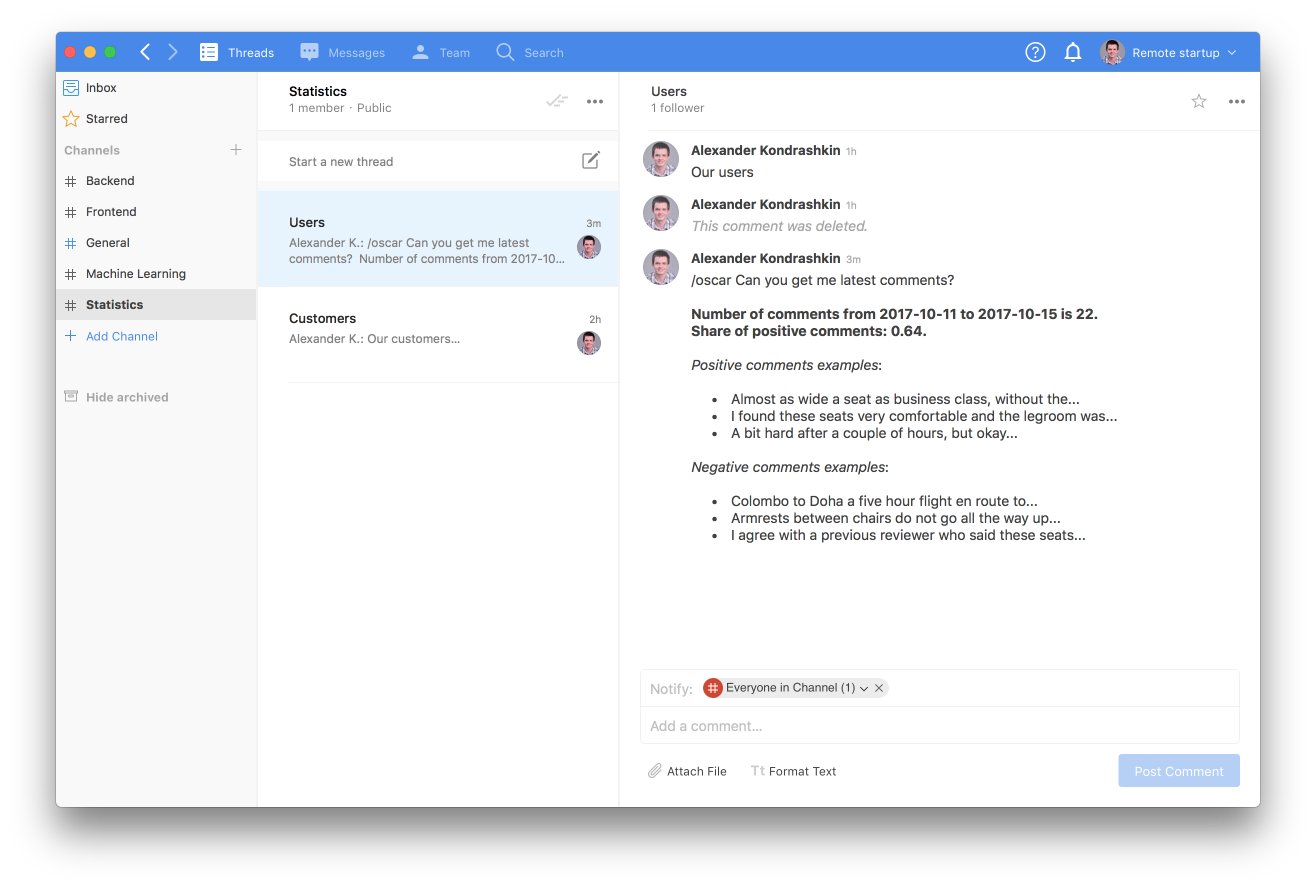 Threads
Messages
Team
Search
Remote startup
Inbox
Starred
Channels
Backend
Frontend
General
Machine Learning
Statistics
Add Channel
Hide archived
Statistics
1 member · Public
Start a new thread
Users
3m
Alexander K.: /oscar Can you get me latest
comments? Number of comments from 2017-10...
Customers
2h
Alexander K.: Our customers...
Users
1 follower
Alexander Kondrashkin 1h
Our users
Alexander Kondrashkin 1h
This comment was deleted.
Alexander Kondrashkin 3m
/oscar Can you get me latest comments?
Number of comments from 2017-10-11 to 2017-10-15 is 22.
Share of positive comments: 0.64.
Positive comments examples:
• Almost as wide a seat as business class, without the...
• I found these seats very comfortable and the legroom was...
• A bit hard after a couple of hours, but okay...
Negative comments examples:
• Colombo to Doha a five hour flight en route to...
• Armrests between chairs do not go all the way up...
• I agree with a previous reviewer who said these seats...
Notify: Everyone in Channel (1)
Add a comment...
Attach File
Tt Format Text
Post Comment